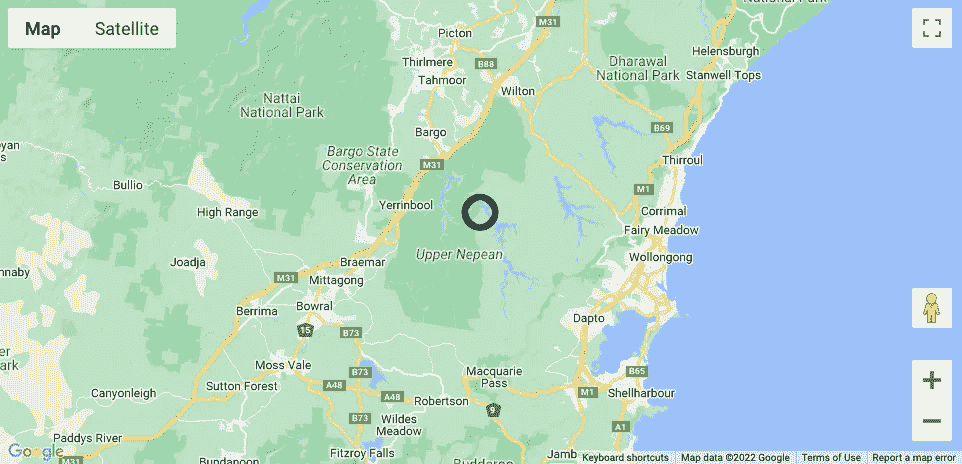 Map
Satellite
National Park
Picton
M31
Helensburgh
Thirlmere
B88
Dharawal
National Park
Stanwell Tops
Tahmoor
Wilton
Nattai
National Park
Bargo
B69
Bargo State
Conservation
Area
M31
Thirroul
Bullio
M1
Yerrinbool
High Range
Corrimal
Fairy Meadow
Upper Nepean
Wollongong
Joadja
Braemar
M31
Mittagong
Bowral
Berrima
Dapto
15
B73
Moss Vale
Macquarie
Pass
B73
B65
Sutton Forest
A48
M1
Shellharbour
Canyonleigh
A48
Robertson
9
B73
Wildes
Meadow
A1
Paddys River
Fitzroy Falls
Jamb
Google
M31
Bundanoon
Budderoo
Keyboard shortcuts
Map data ©2022 Google
Terms of Use
Report a map error